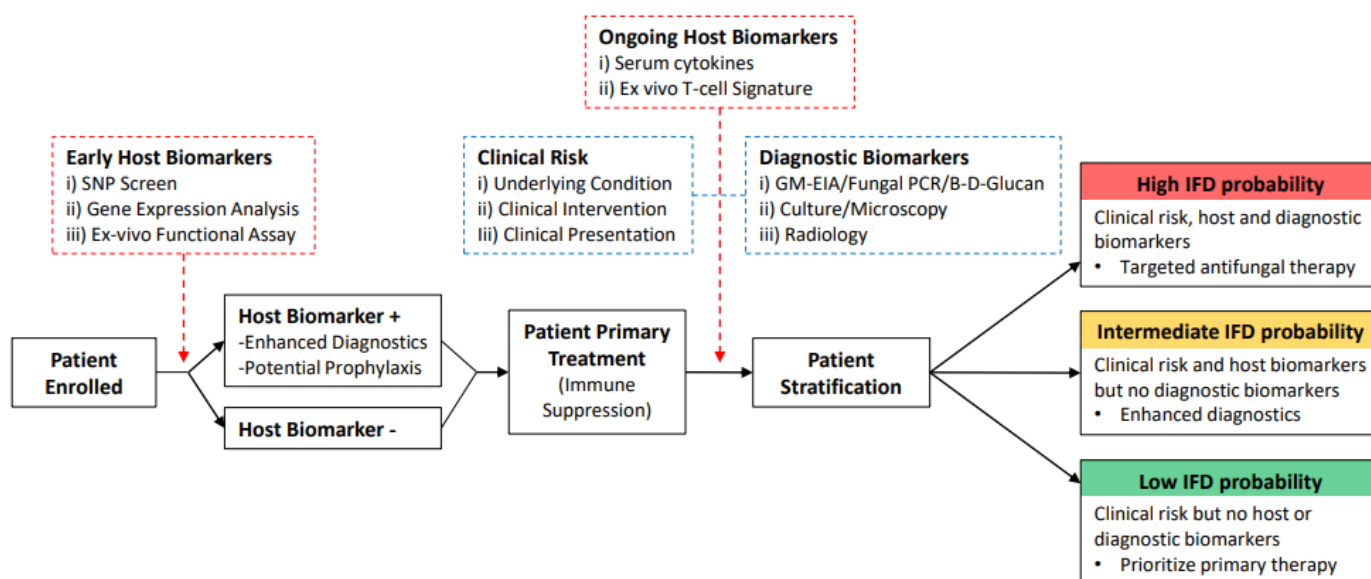 Ongoing Host Biomarkers
i) Serum cytokines
ii) Ex vivo T-cell Signature
Early Host Biomarkers
i) SNP Screen
ii) Gene Expression Analysis
iii) Ex-vivo Functional Assay
Clinical Risk
i) Underlying Condition
ii) Clinical Intervention
Iii) Clinical Presentation
Diagnostic Biomarkers
i) GM-EIA/Fungal PCR/B-D-Glucan
ii) Culture/Microscopy
iii) Radiology
Patient
Enrolled
Host Biomarker +
-Enhanced Diagnostics
-Potential Prophylaxis
Host Biomarker -
Patient Primary
Treatment
(Immune
Suppression)
Patient
Stratification
High IFD probability
Clinical risk, host and diagnostic
biomarkers
• Targeted antifungal therapy
Intermediate IFD probability
Clinical risk and host biomarkers
but no diagnostic biomarkers
• Enhanced diagnostics
Low IFD probability
Clinical risk but no host or
diagnostic biomarkers
• Prioritize primary therapy